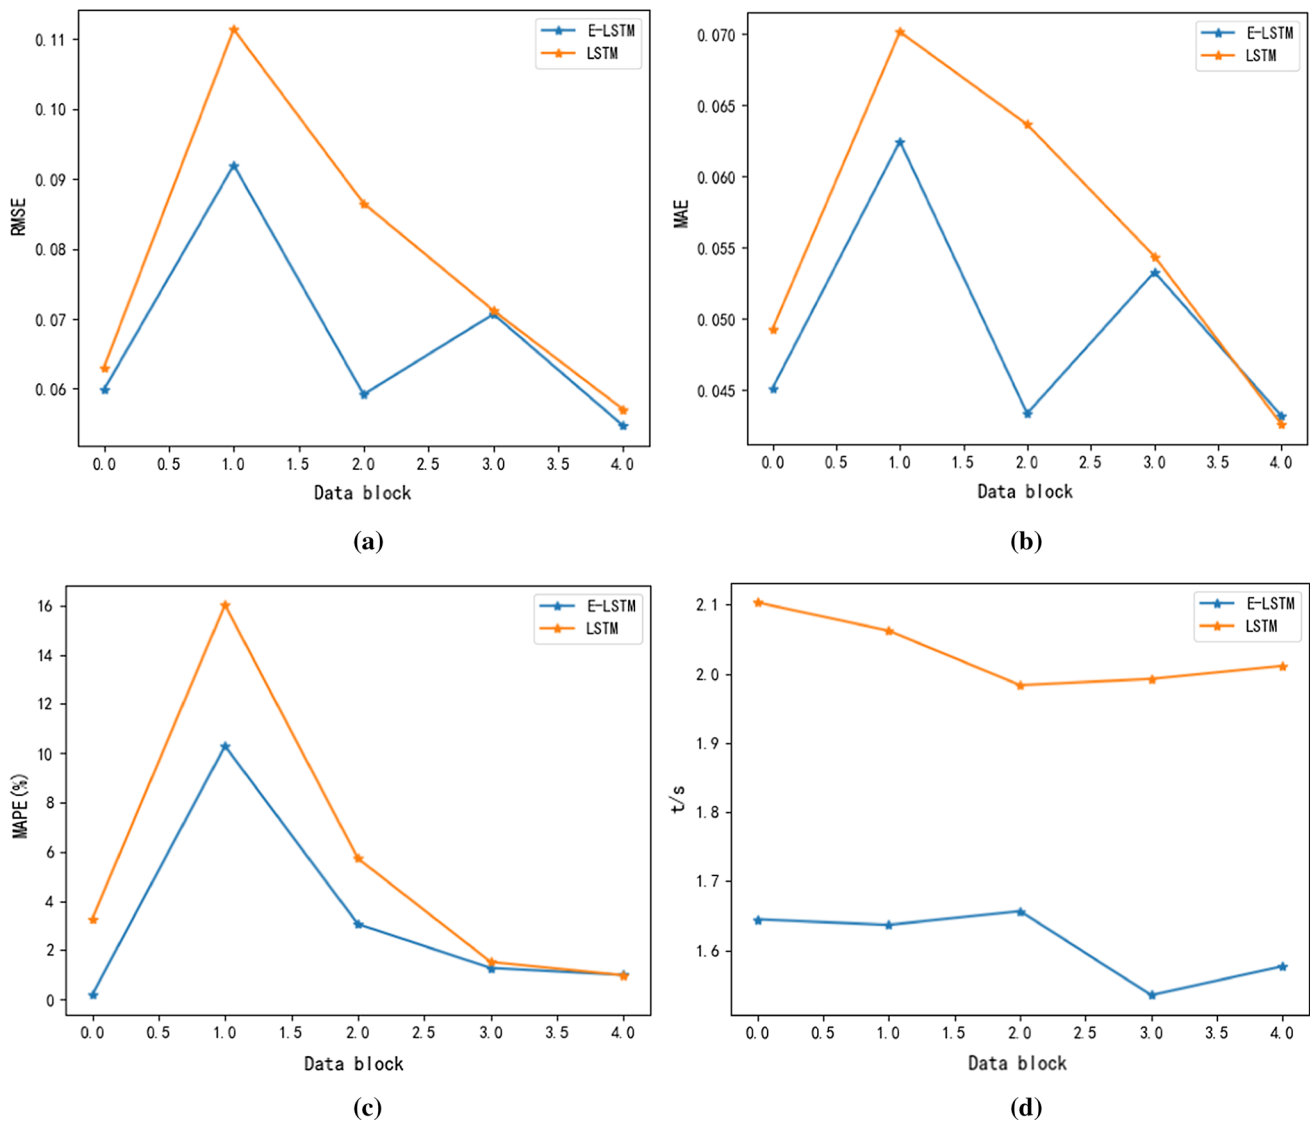 E-LSTM
LSTM
0.11
0.10
0.09
0.08
0.07
0.06
RMSE
0.0 0.5 1.0 1.5 2.0 2.5 3.0 3.5 4.0
Data block
(a)
E-LSTM
LSTM
0.070
0.065
0.060
0.055
0.050
0.045
MAE
0.0 0.5 1.0 1.5 2.0 2.5 3.0 3.5 4.0
Data block
(b)
E-LSTM
LSTM
16
14
12
10
8
6
4
2
0
MAPE(%)
0.0 0.5 1.0 1.5 2.0 2.5 3.0 3.5 4.0
Data block
(c)
E-LSTM
LSTM
2.1
2.0
1.9
1.8
1.7
1.6
t/s
0.0 0.5 1.0 1.5 2.0 2.5 3.0 3.5 4.0
Data block
(d)